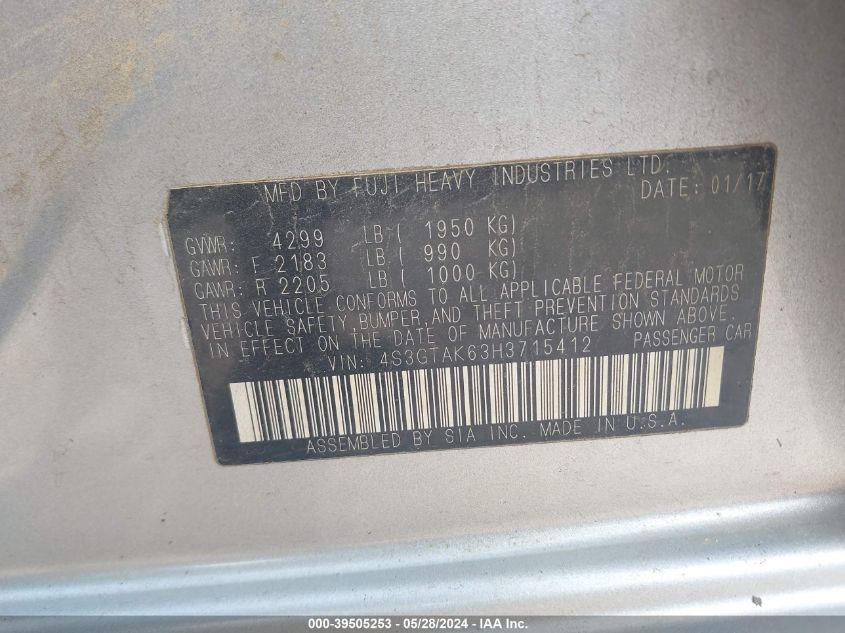 MFD BY FUJI HEAVY INDUSTRIES LTD. DATE: 01/17
GVWR: 4299 LB ( 1950 KG)
GAWR: F 2183 LB ( 990 KG)
GAWR: R 2205 LB ( 1000 KG)
THIS VEHICLE CONFORMS TO ALL APPLICABLE FEDERAL MOTOR
VEHICLE SAFETY, BUMPER, AND THEFT PREVENTION STANDARDS
IN EFFECT ON THE DATE OF MANUFACTURE SHOWN ABOVE.
VIN: 4S3GTAK63H3715412 PASSENGER CAR
ASSEMBLED BY SIA INC. MADE IN U.S.A.
000-39505253 - 05/28/2024 - IAA Inc.